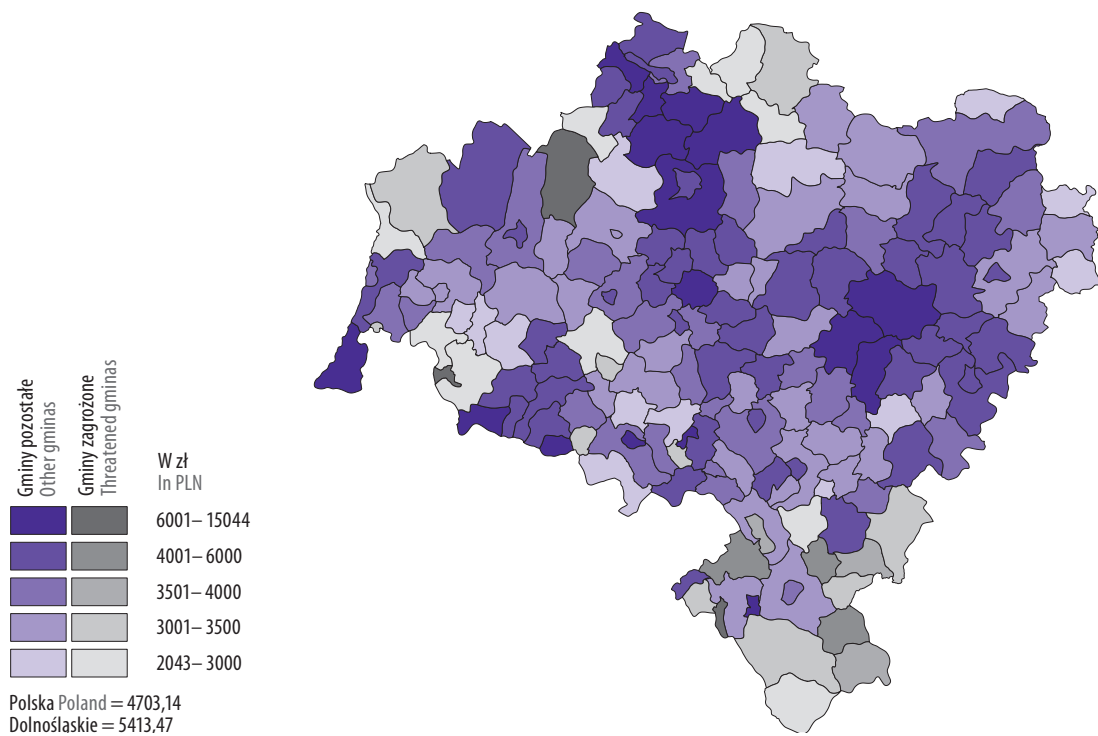 Gminy pozostałe
Other gminas
Gminy zagrożone
Threatened gminas
W zł
In PLN
6001– 15044
4001– 6000
3501– 4000
3001– 3500
2043– 3000
Polska Poland = 4703,14
Dolnośląskie = 5413,47